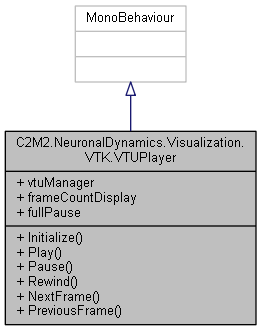 MonoBehaviour
C2M2.NeuronalDynamics.Visualization.
VTK.VTUPlayer
+ vtuManager
+ frameCountDisplay
+ fullPause
+ Initialize()
+ Play()
+ Pause()
+ Rewind()
+ NextFrame()
+ PreviousFrame()